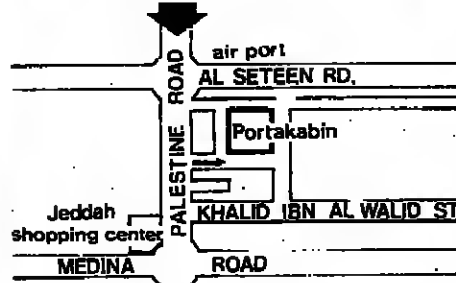 air port
AL SETEEN RD.
PALESTINE ROAD
Portakabin
KHALID IBN AL WALID ST
Jeddah
shopping center
MEDINA ROAD